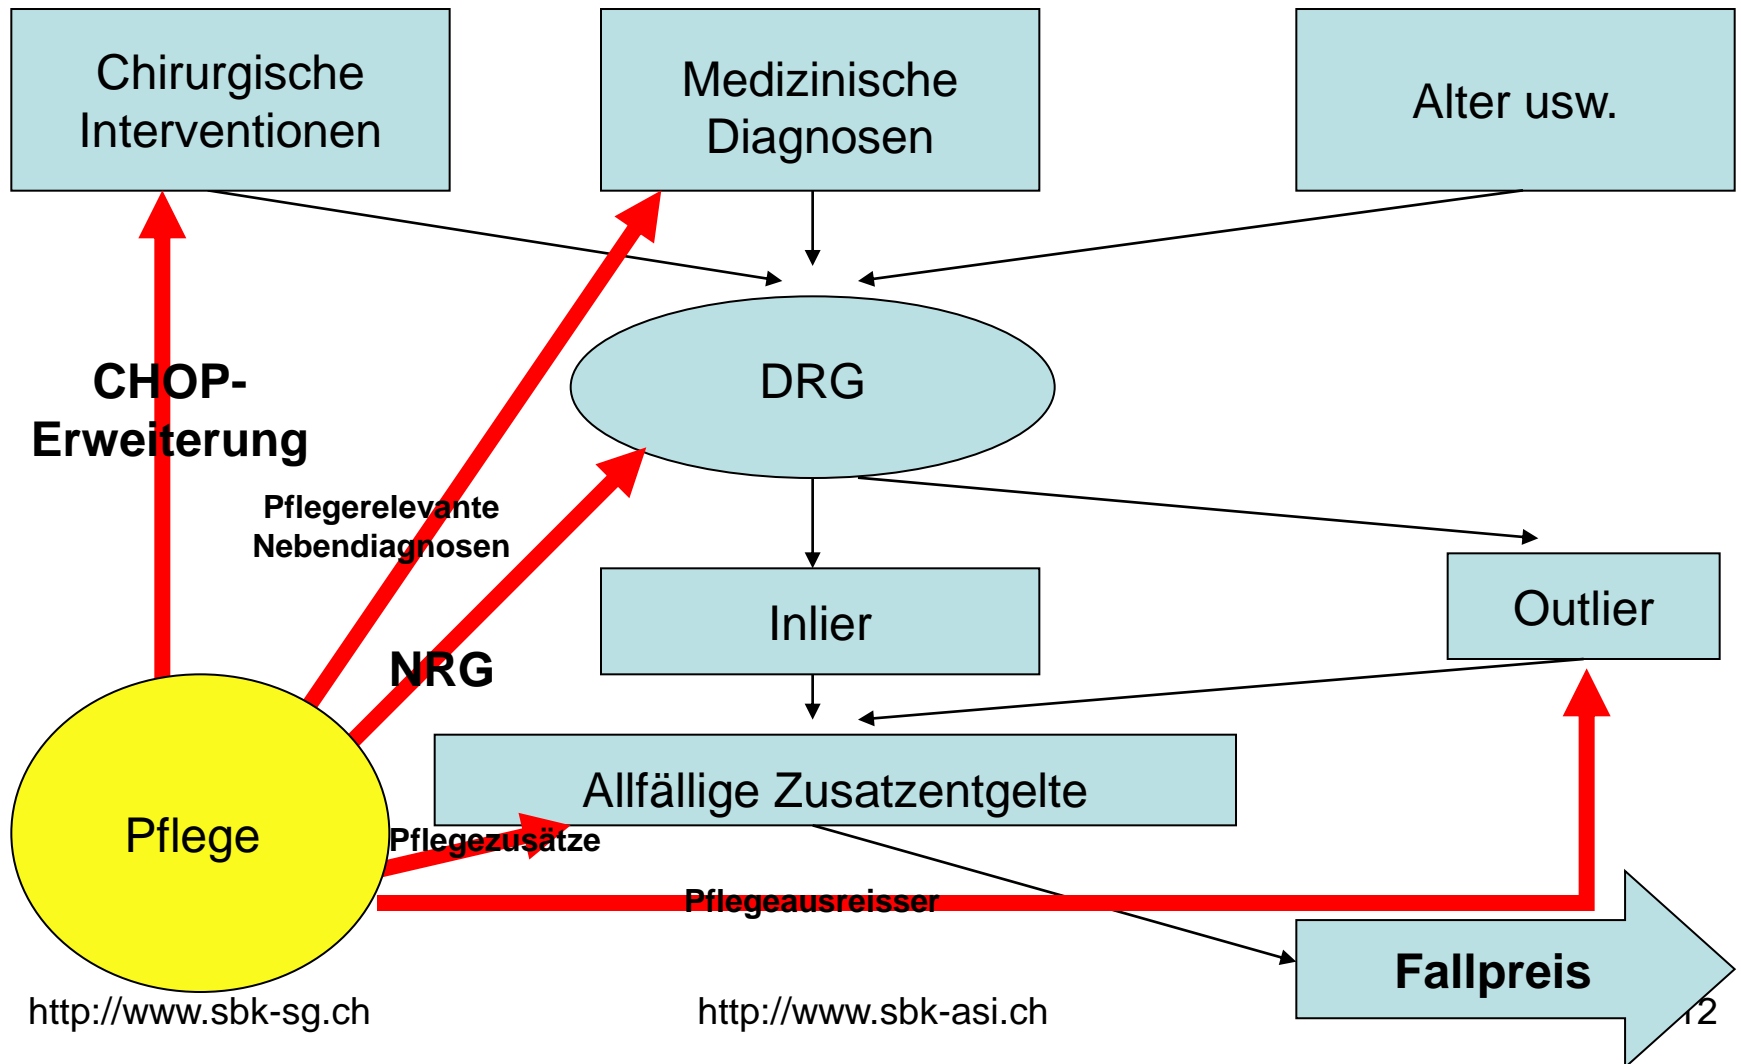 Chirurgische
Interventionen
Medizinische
Diagnosen
Alter usw.
DRG
CHOP-
Erweiterung
Pflegerelevante
Nebendiagnosen
NRG
Inlier
Outlier
Allfällige Zusatzentgelte
Pflege
Pflegezusätze
Pflegeausreisser
Fallpreis
http://www.sbk-sg.ch
http://www.sbk-asi.ch
12